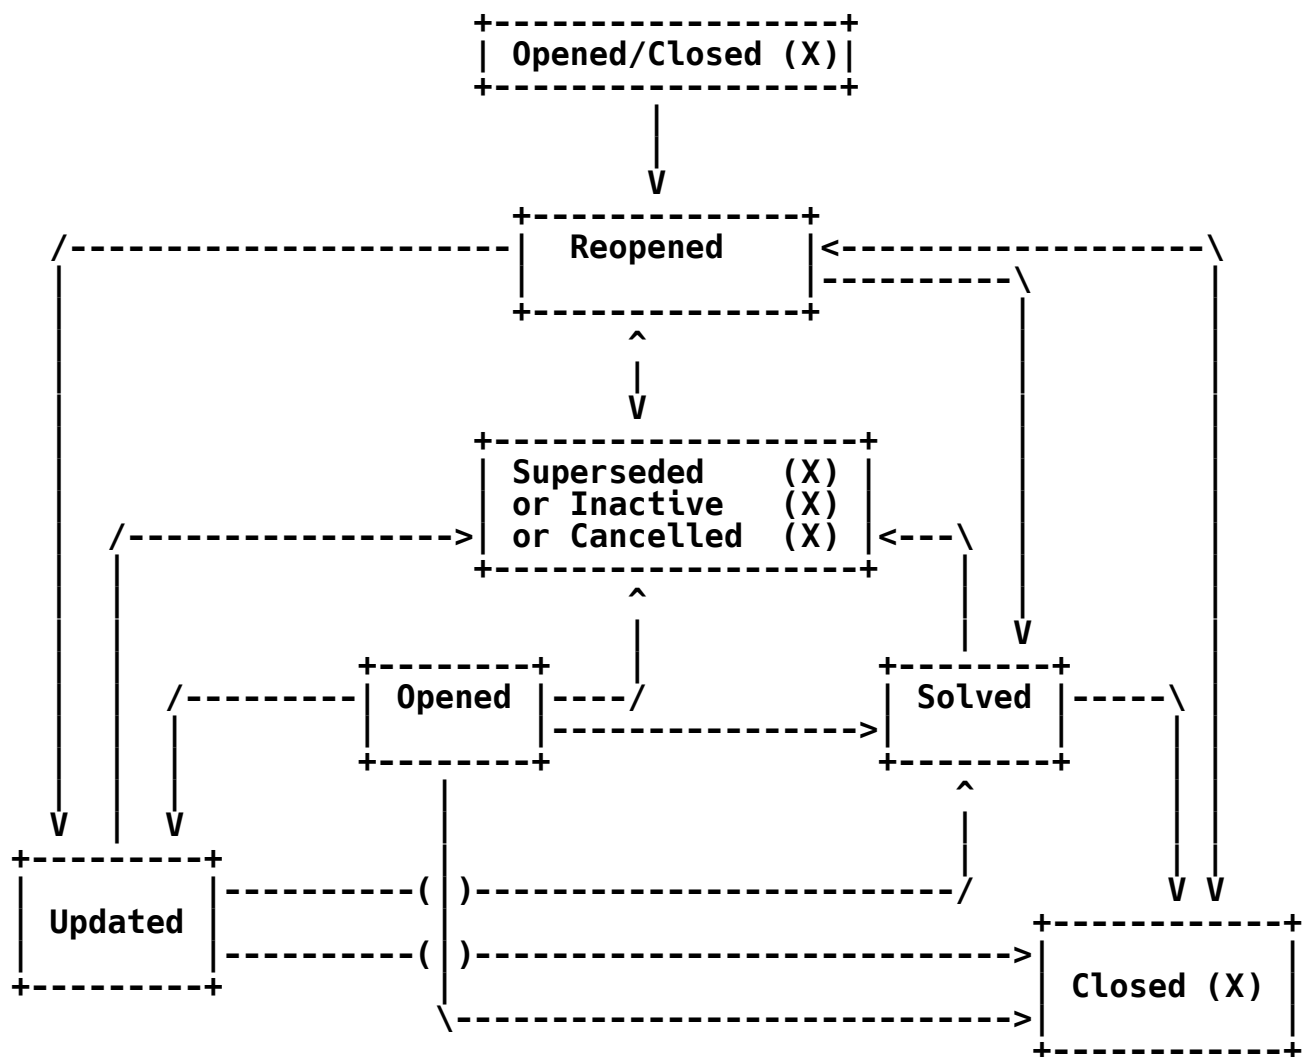 Opened/Closed (X)
Reopened
Superseded (X)
or Inactive (X)
or Cancelled (X)
Opened
Solved
Updated
Closed (X)